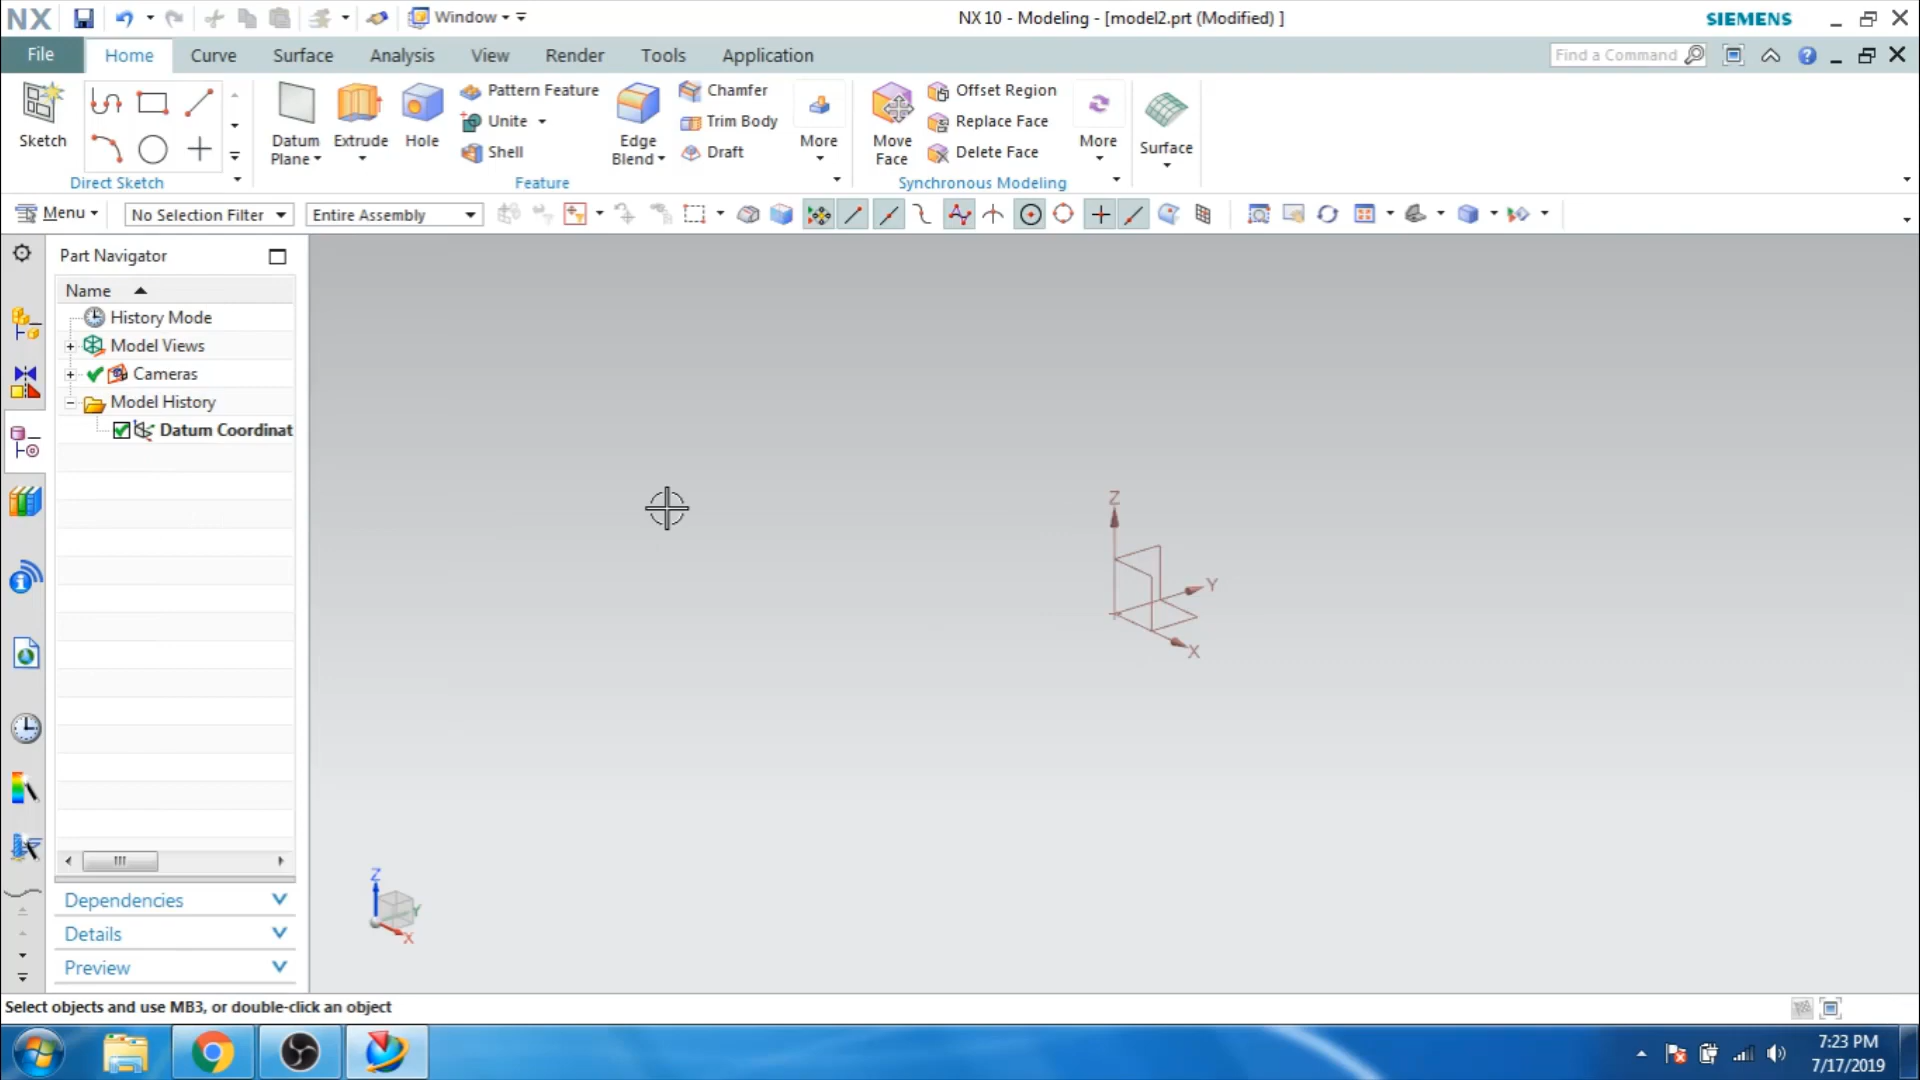 NX
Window
NX 10 - Modeling - [model2.prt (Modified) ]
SIEMENS
File
Home
Curve
Surface
Analysis
View
Render
Tools
Application
Find a Command
Sketch
Direct Sketch
Datum
Plane
Extrude
Hole
Pattern Feature
Unite
Shell
Edge
Blend
Chamfer
Trim Body
Draft
More
Feature
Move
Face
Offset Region
Replace Face
Delete Face
More
Synchronous Modeling
Surface
Menu
No Selection Filter
Entire Assembly
Part Navigator
Name
History Mode
Model Views
Cameras
Model History
Datum Coordinat
Z
Y
X
Z
Y
X
Dependencies
Details
Preview
Select objects and use MB3, or double-click an object
7:23 PM
7/17/2019